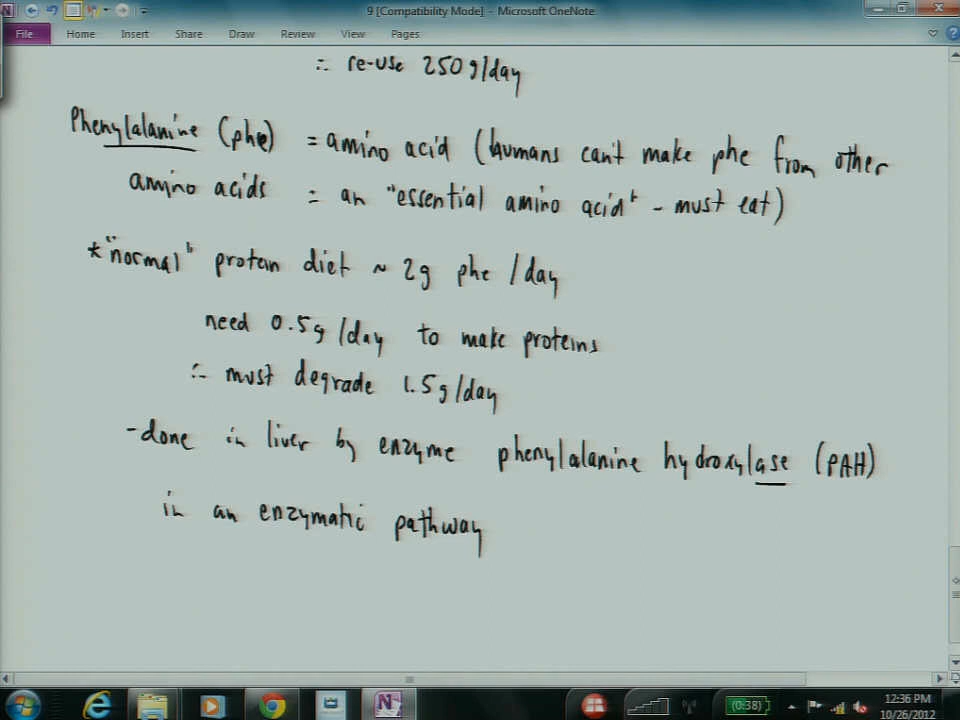 9 [Compatibility Mode] - Microsoft OneNote
File Home Insert Share Draw Review View Pages
∴ re-use 250g/day
Phenylalanine (phe) = amino acid (humans can't make phe from other
amino acids = an "essential amino acid" - must eat)
* "normal" protein diet ~ 2g phe /day
need 0.5g/day to make proteins
∴ must degrade 1.5g/day
- done in liver by enzyme phenylalanine hydroxylase (PAH)
in an enzymatic pathway
(0:38)
12:36 PM
10/26/2012